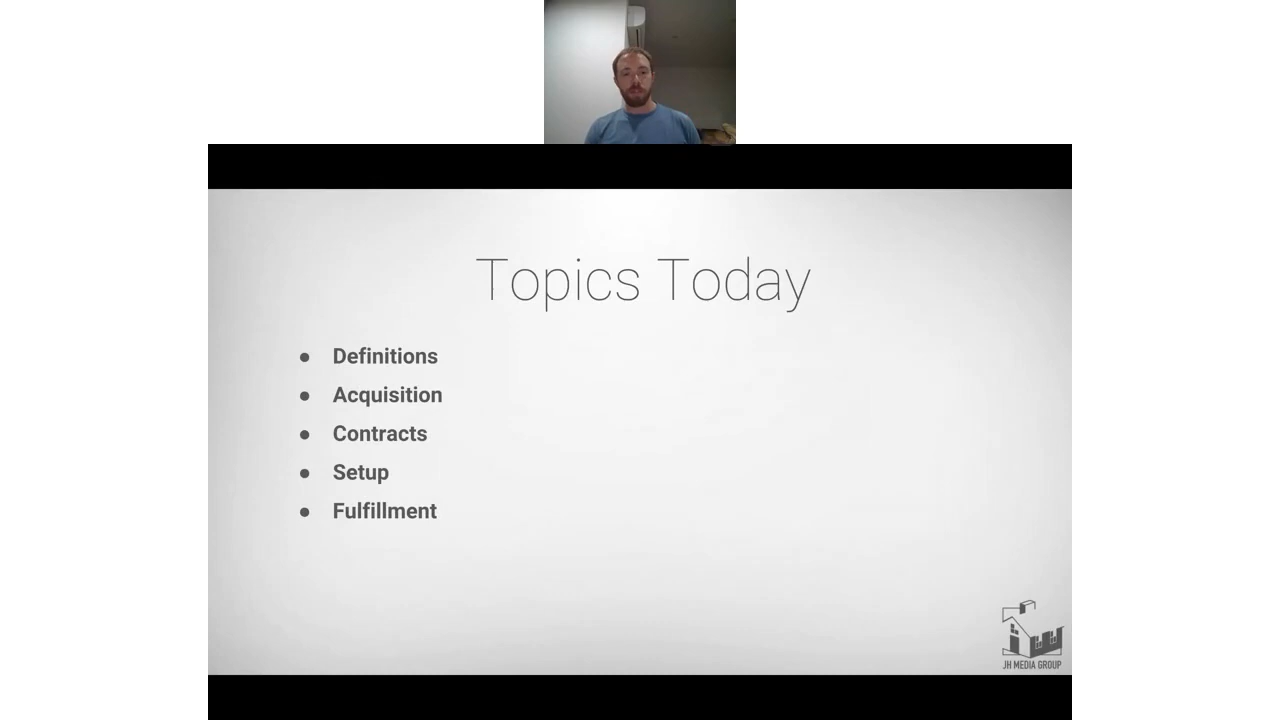 Topics Today
● Definitions
● Acquisition
● Contracts
● Setup
● Fulfillment
JH MEDIA GROUP